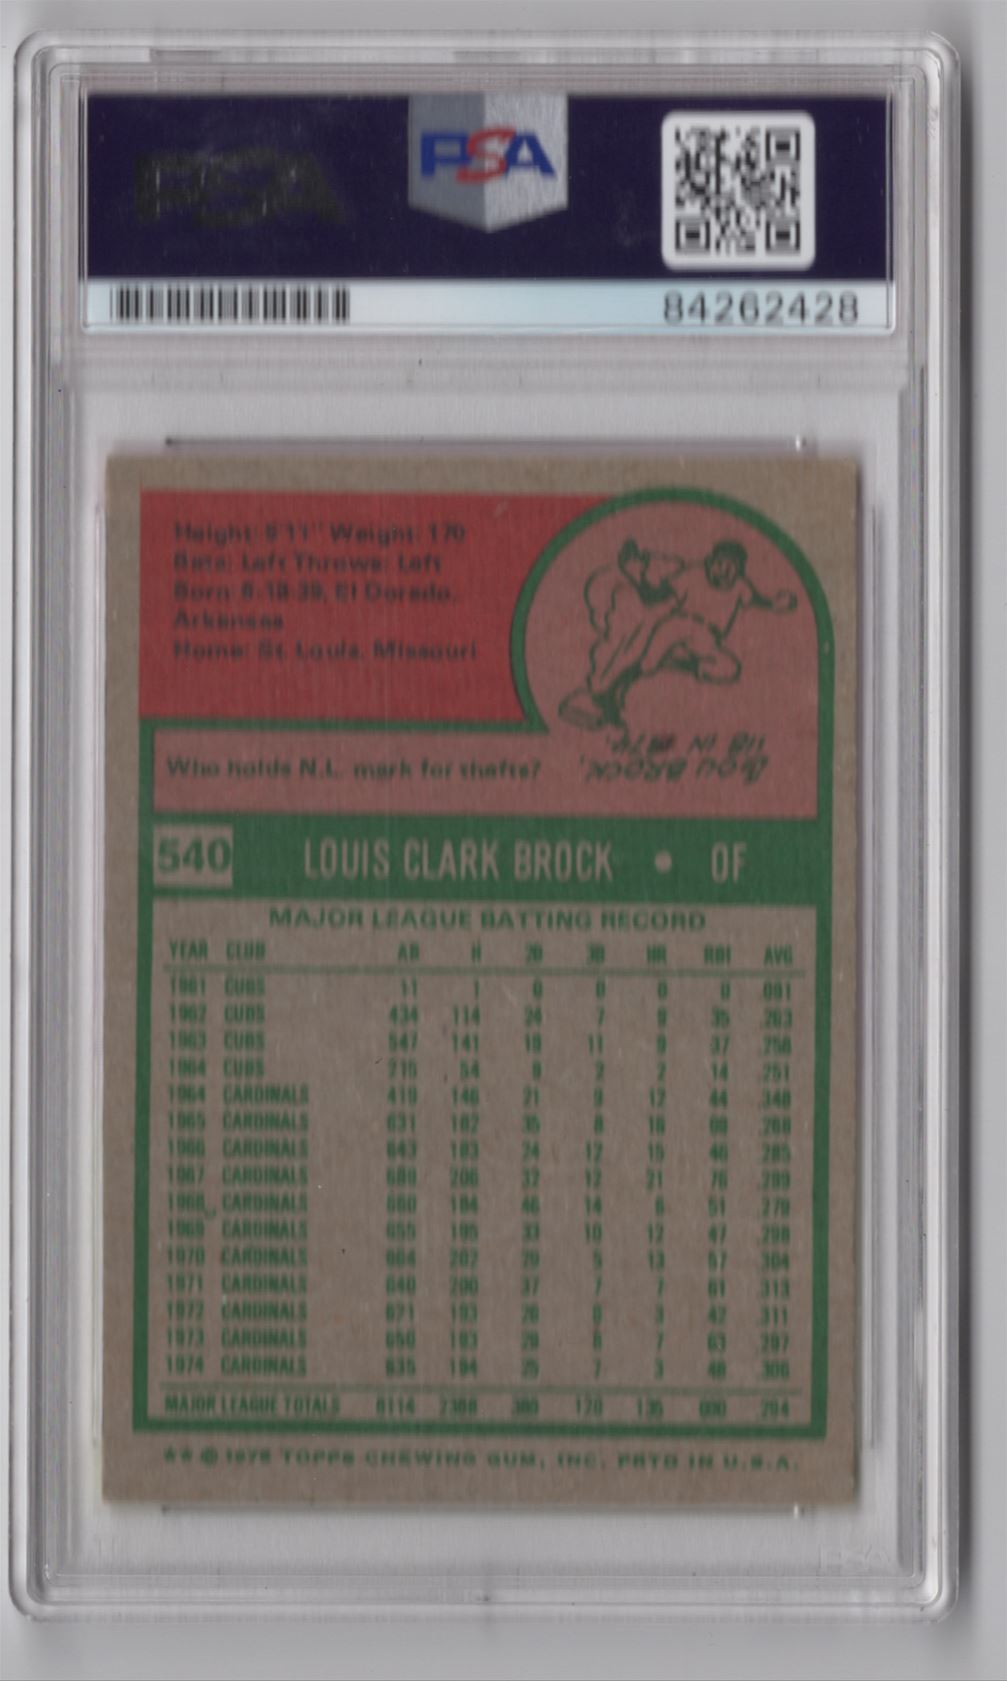 PSA
PSA
84262428
Height: 5'11" Weight: 170
Bats: Left Throws: Left
Born: 6-18-39, El Dorado,
Arkansas
Home: St. Louis, Missouri
Who holds N.L. mark for thefts?
LOU BROCK,
118 IN 1974.
540 LOUIS CLARK BROCK • OF
MAJOR LEAGUE BATTING RECORD
YEAR CLUB AB H 2B 3B HR RBI AVG
1961 CUBS 11 1 0 0 0 0 .091
1962 CUBS 434 114 24 7 9 35 .263
1963 CUBS 547 141 19 11 9 37 .258
1964 CUBS 215 54 9 2 2 14 .251
1964 CARDINALS 419 146 21 9 12 44 .348
1965 CARDINALS 631 182 35 8 16 69 .288
1966 CARDINALS 643 183 24 12 15 46 .285
1967 CARDINALS 689 206 32 12 21 76 .299
1968 CARDINALS 660 184 46 14 6 51 .279
1969 CARDINALS 655 195 33 10 12 47 .298
1970 CARDINALS 664 202 29 5 13 57 .304
1971 CARDINALS 640 200 37 7 7 61 .313
1972 CARDINALS 621 193 26 8 3 42 .311
1973 CARDINALS 650 193 29 6 7 63 .297
1974 CARDINALS 635 194 25 7 3 48 .306
MAJOR LEAGUE TOTALS 8114 2388 120 135 .294
★★ © 1975 TOPPS CHEWING GUM, INC. PRTD IN U.S.A.
PSA